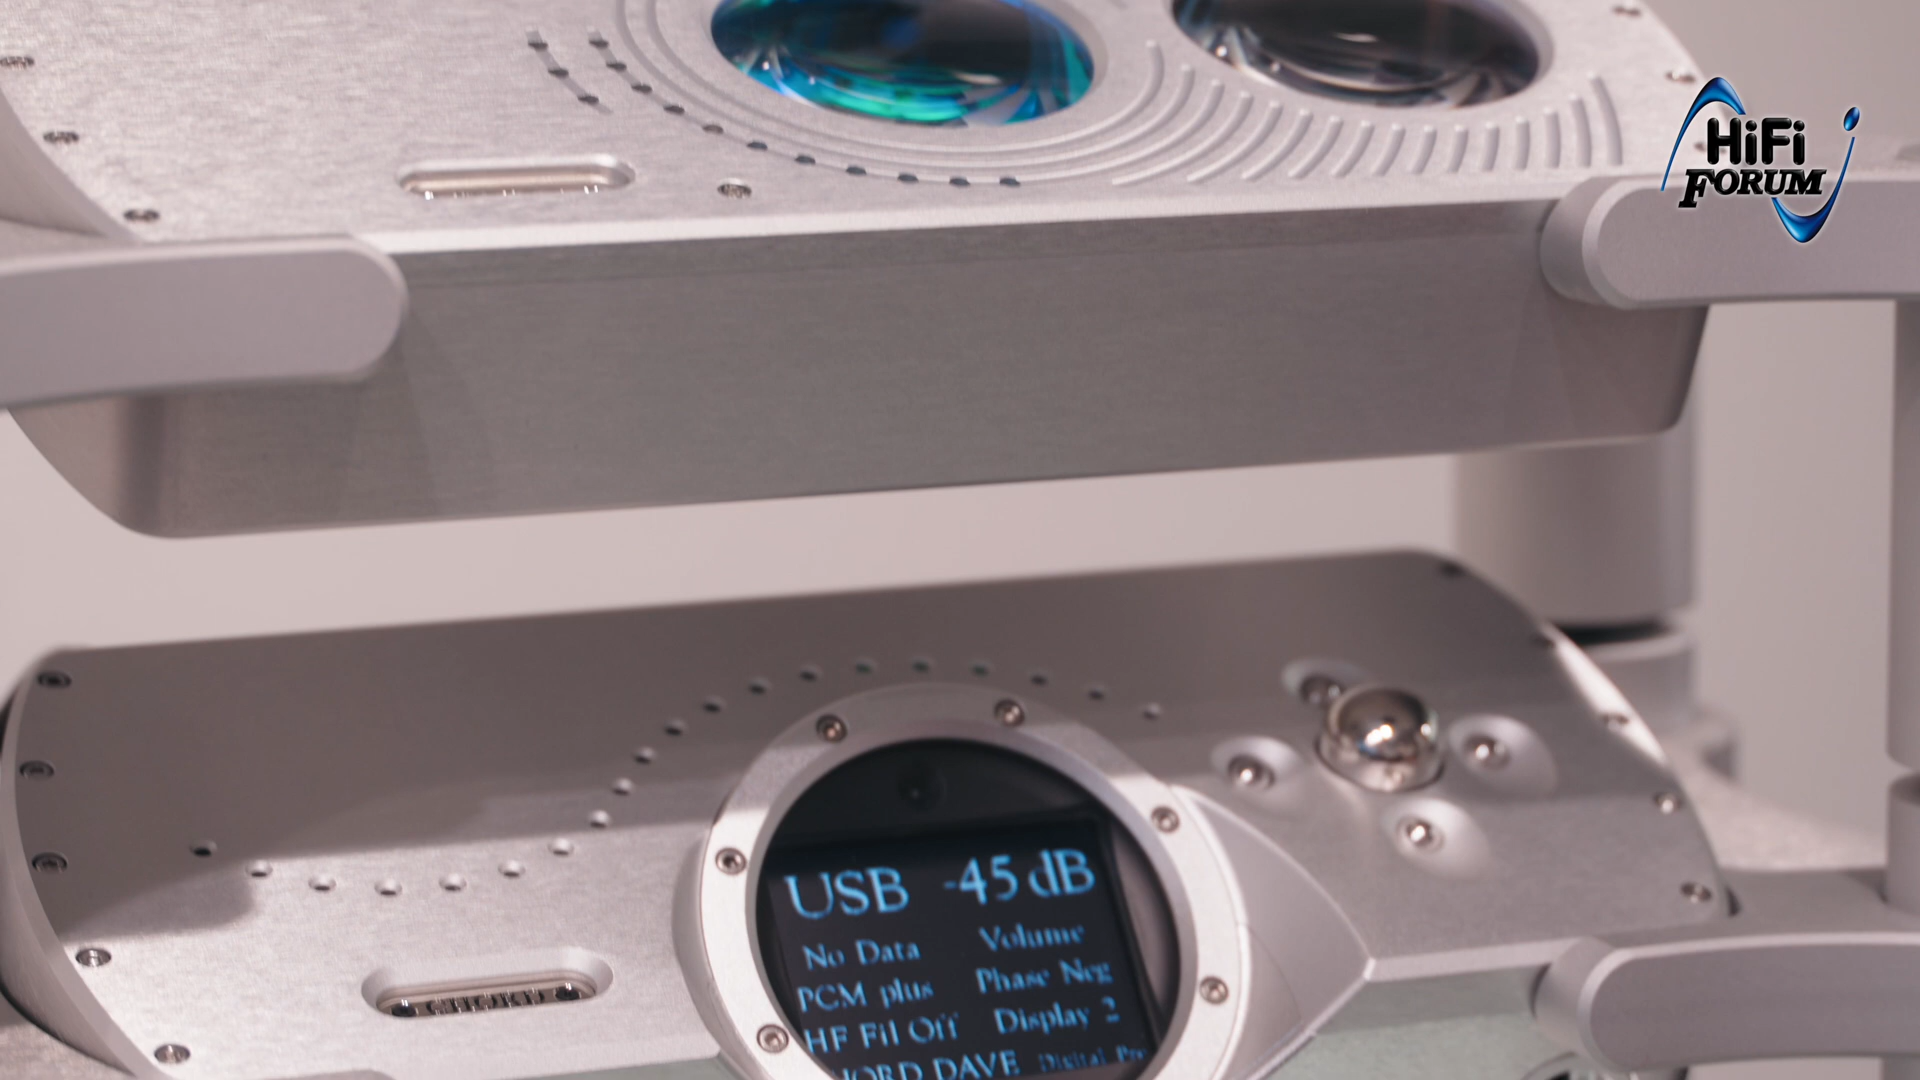 HiFi
FORUM
USB -45 dB
No Data Volume
PCM plus Phase Neg
HF Fil Off Display 2
DAVE Digital
CHORD